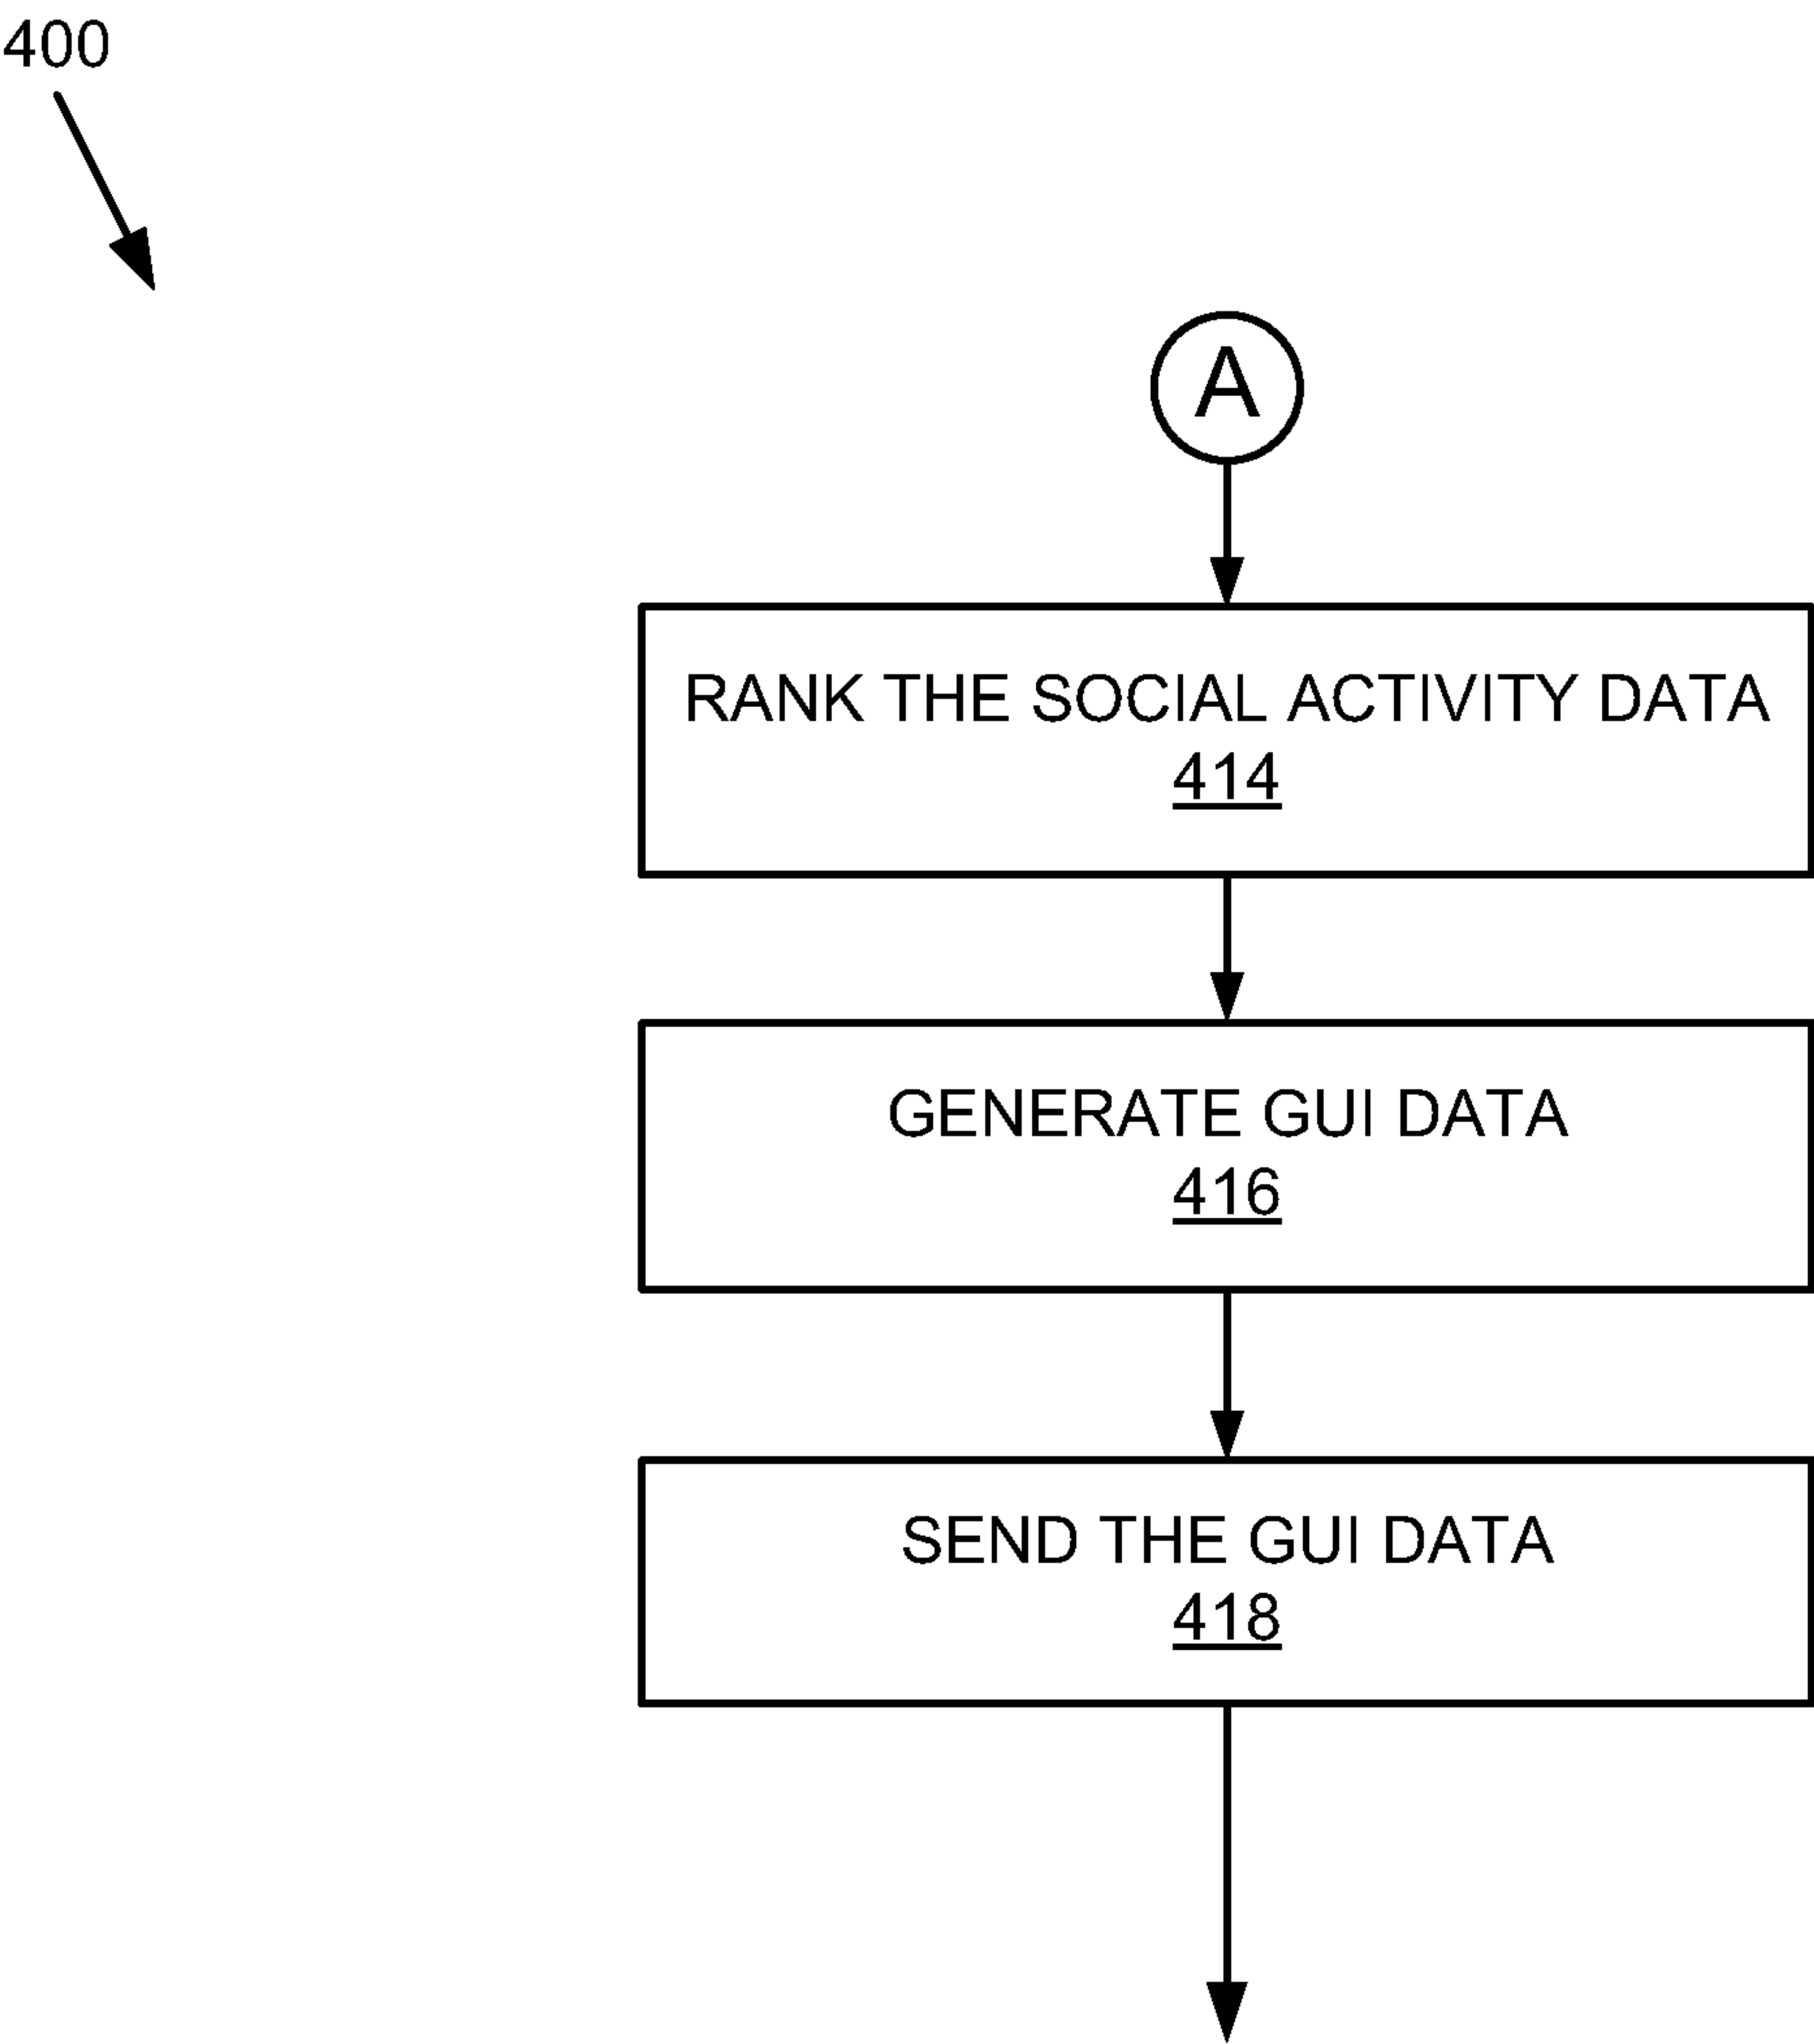 400
A
RANK THE SOCIAL ACTIVITY DATA
414
GENERATE GUI DATA
416
SEND THE GUI DATA
418